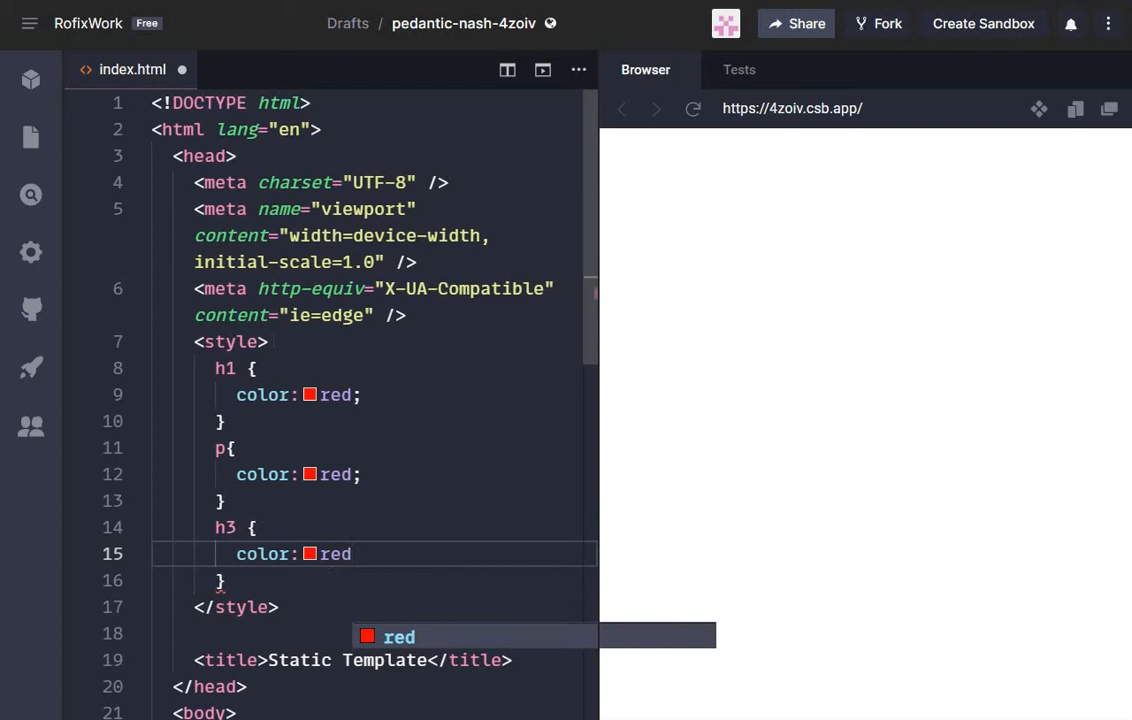 RofixWork Free Drafts / pedantic-nash-4zoiv Share Fork Create Sandbox
index.html
Browser Tests
https://4zoiv.csb.app/
1 <!DOCTYPE html>
2 <html lang="en">
3 <head>
4 <meta charset="UTF-8" />
5 <meta name="viewport"
content="width=device-width,
initial-scale=1.0" />
6 <meta http-equiv="X-UA-Compatible"
content="ie=edge" />
7 <style>
8 h1 {
9 color: red;
10 }
11 p{
12 color: red;
13 }
14 h3 {
15 color: red
16 }
17 </style>
18
red
19 <title>Static Template</title>
20 </head>
21 <body>